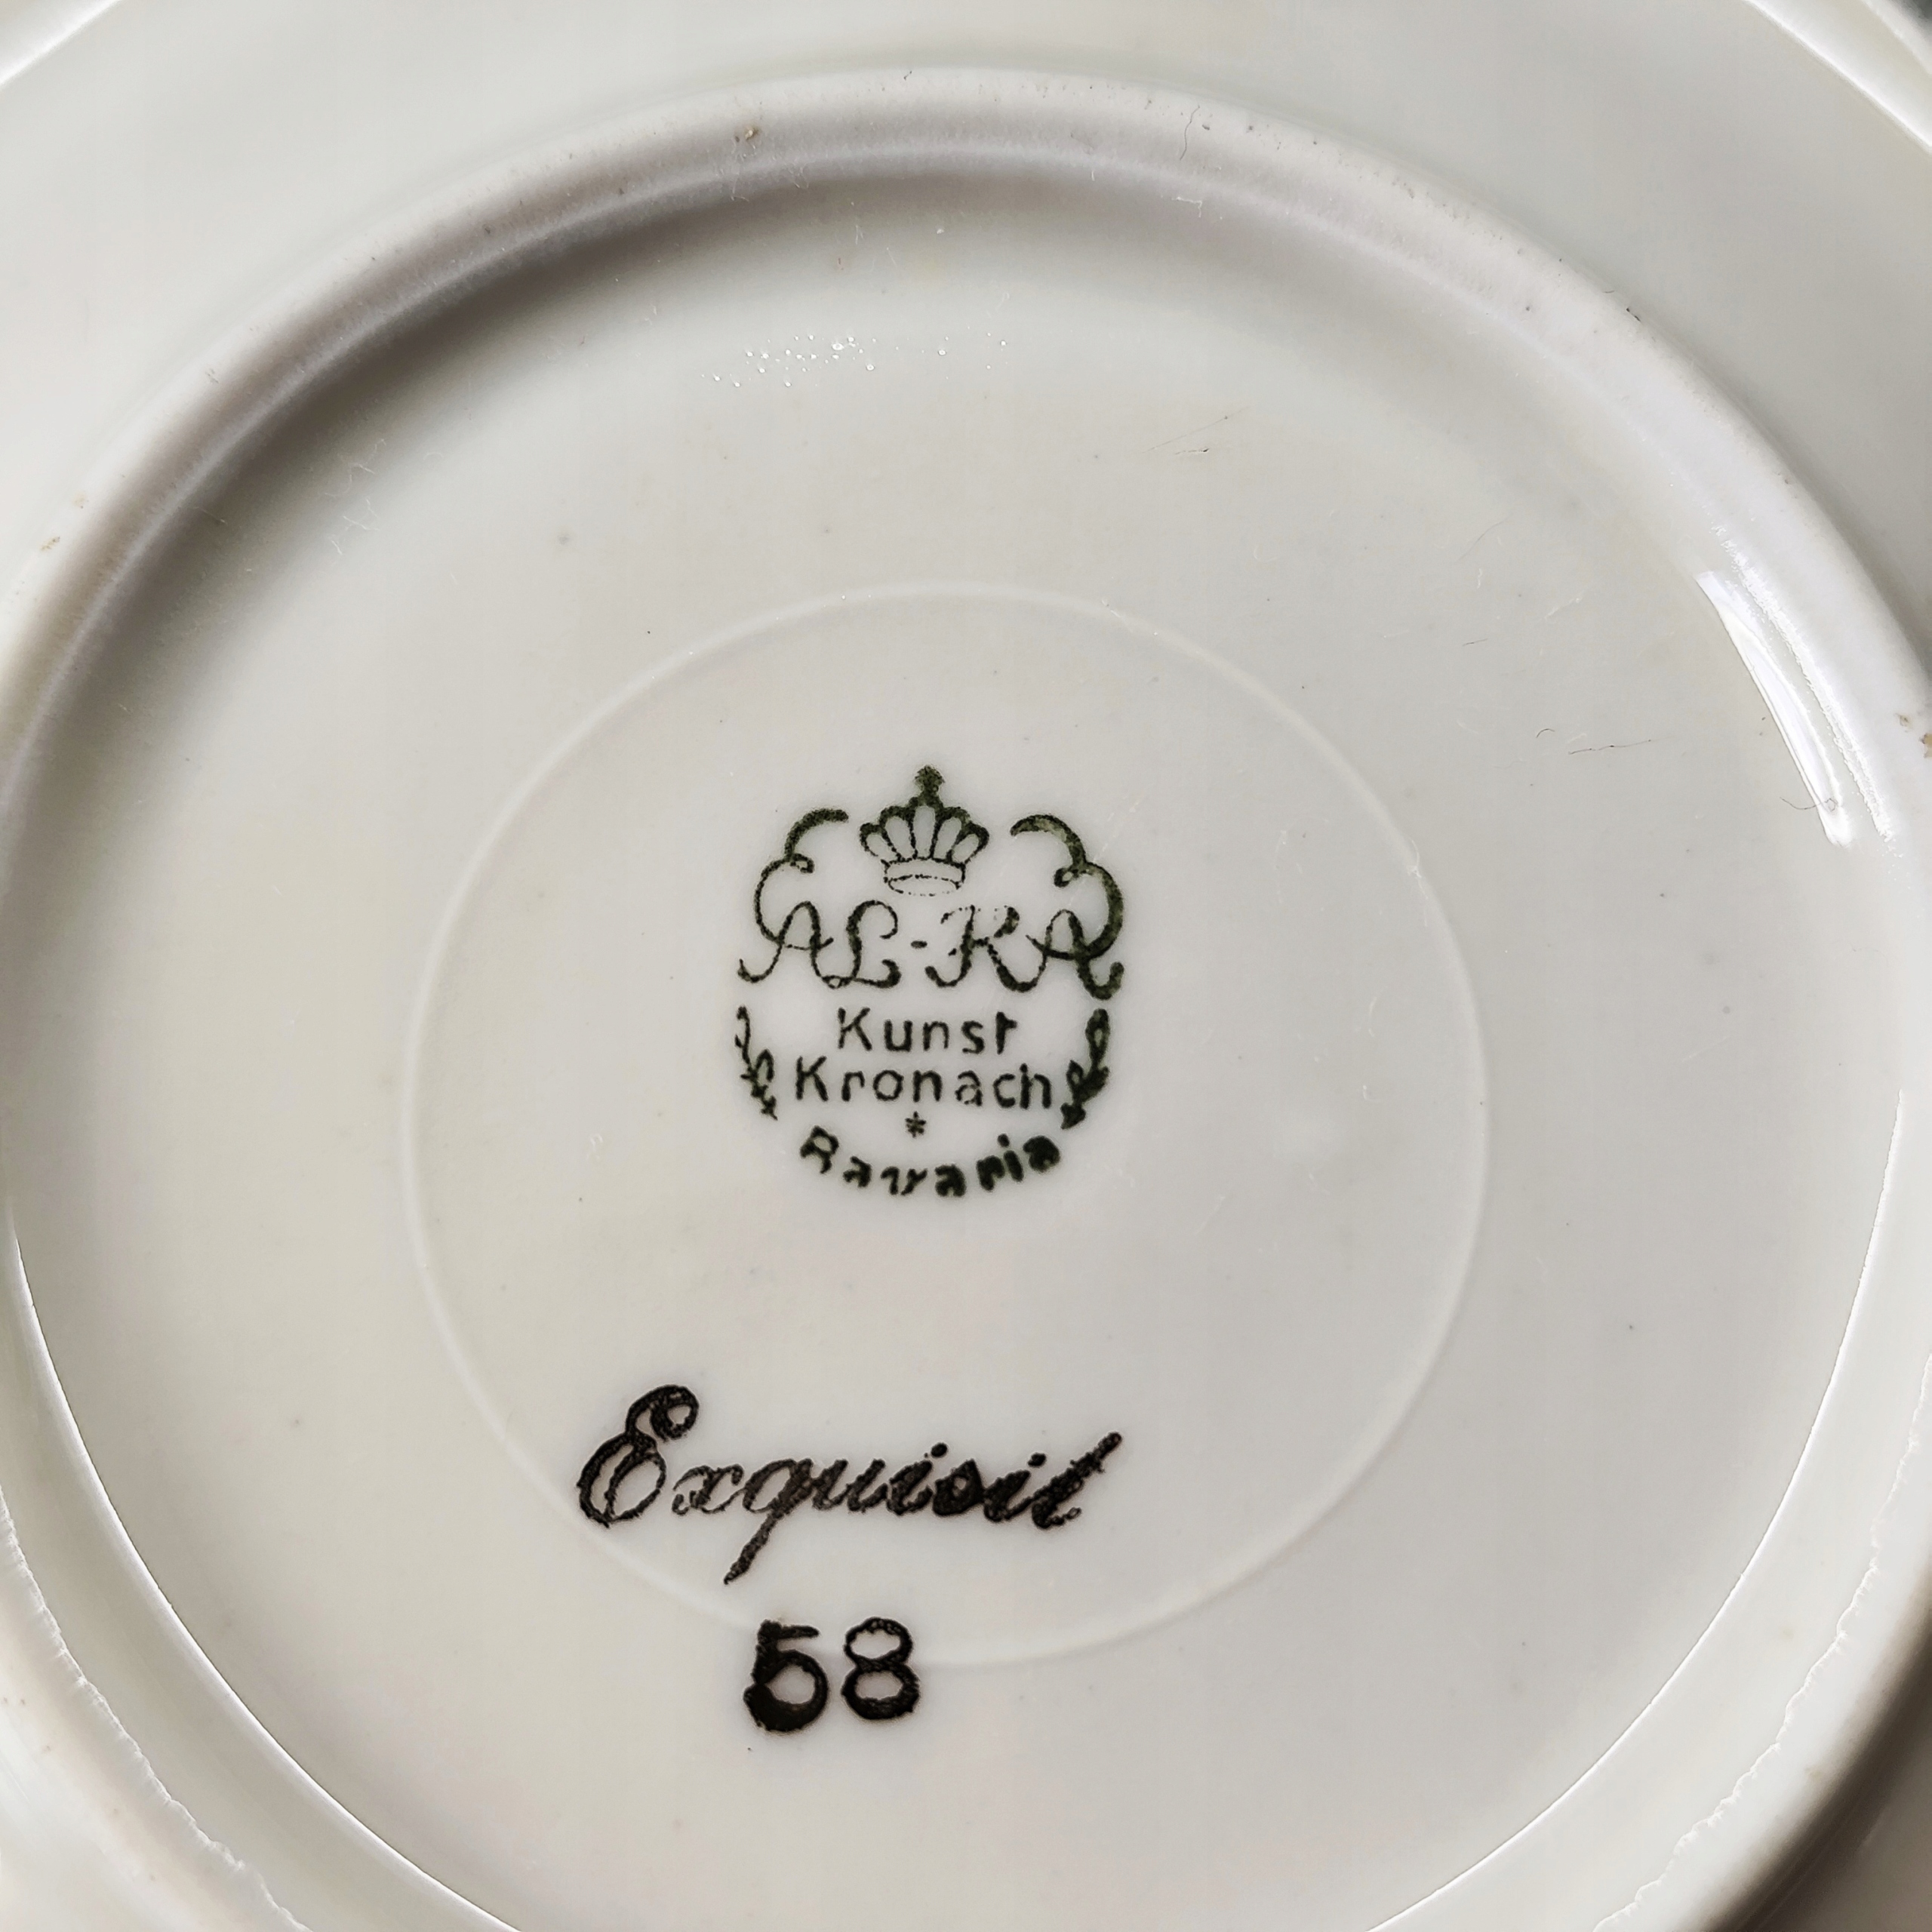 AL-KA
Kunst
Kronach
*
Bavaria
Exquisit
58